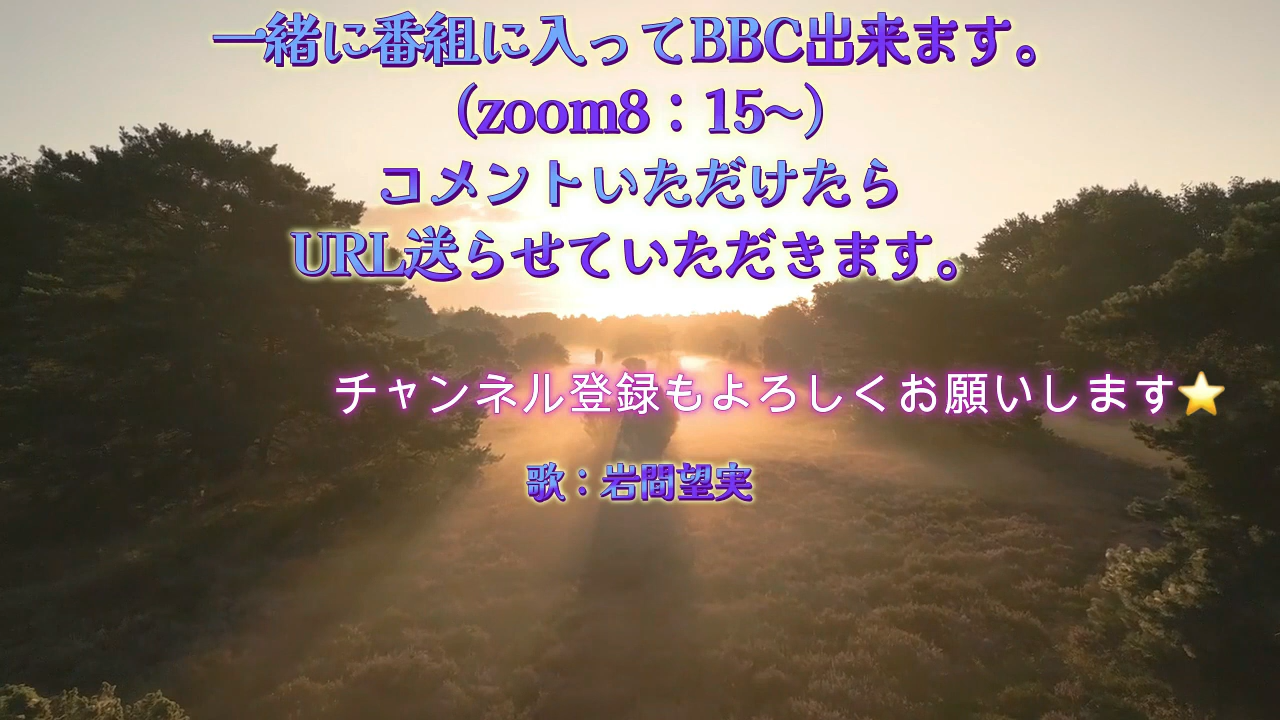 一緒に番組に入ってBBC出来ます。
（zoom8：15~）
コメントいただけたら
URL送らせていただきます。
チャンネル登録もよろしくお願いします⭐
歌：岩間望実